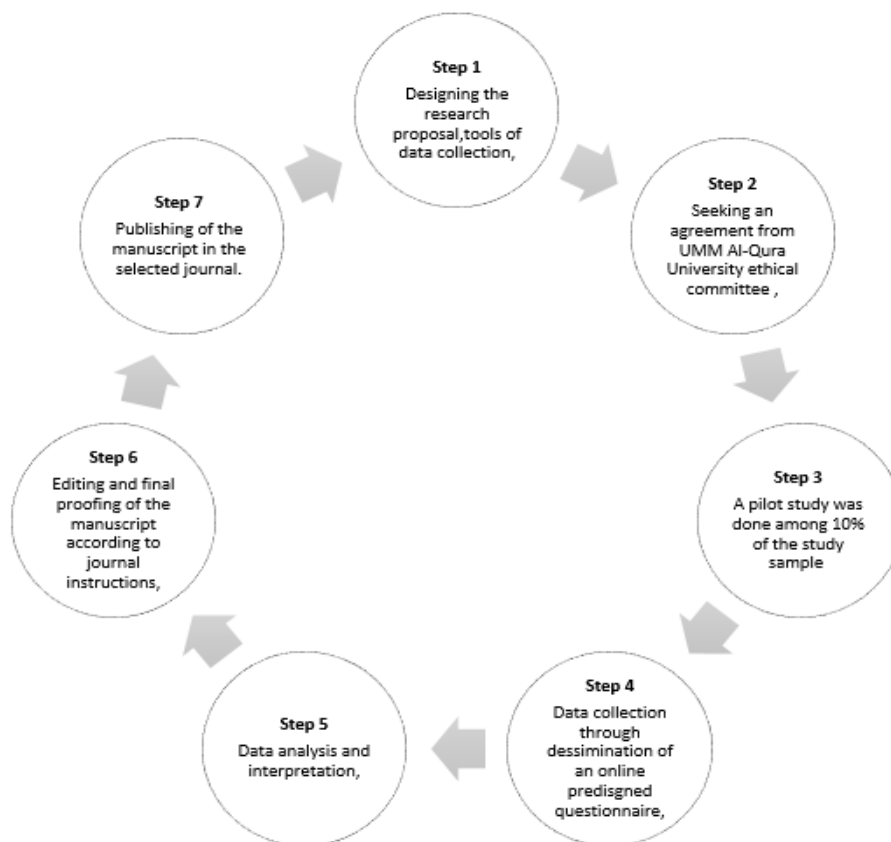 Step 1
Designing the
research
proposal,tools of
data collection,
Step 2
Seeking an
agreement from
UMM Al-Qura
University ethical
committee ,
Step 3
A pilot study was
done among 10%
of the study
sample
Step 4
Data collection
through
dessimination of
an online
predisgned
questionnaire,
Step 5
Data analysis and
interpretation,
Step 6
Editing and final
proofing of the
manuscript
according to
journal
instructions,
Step 7
Publishing of the
manuscript in the
selected journal.